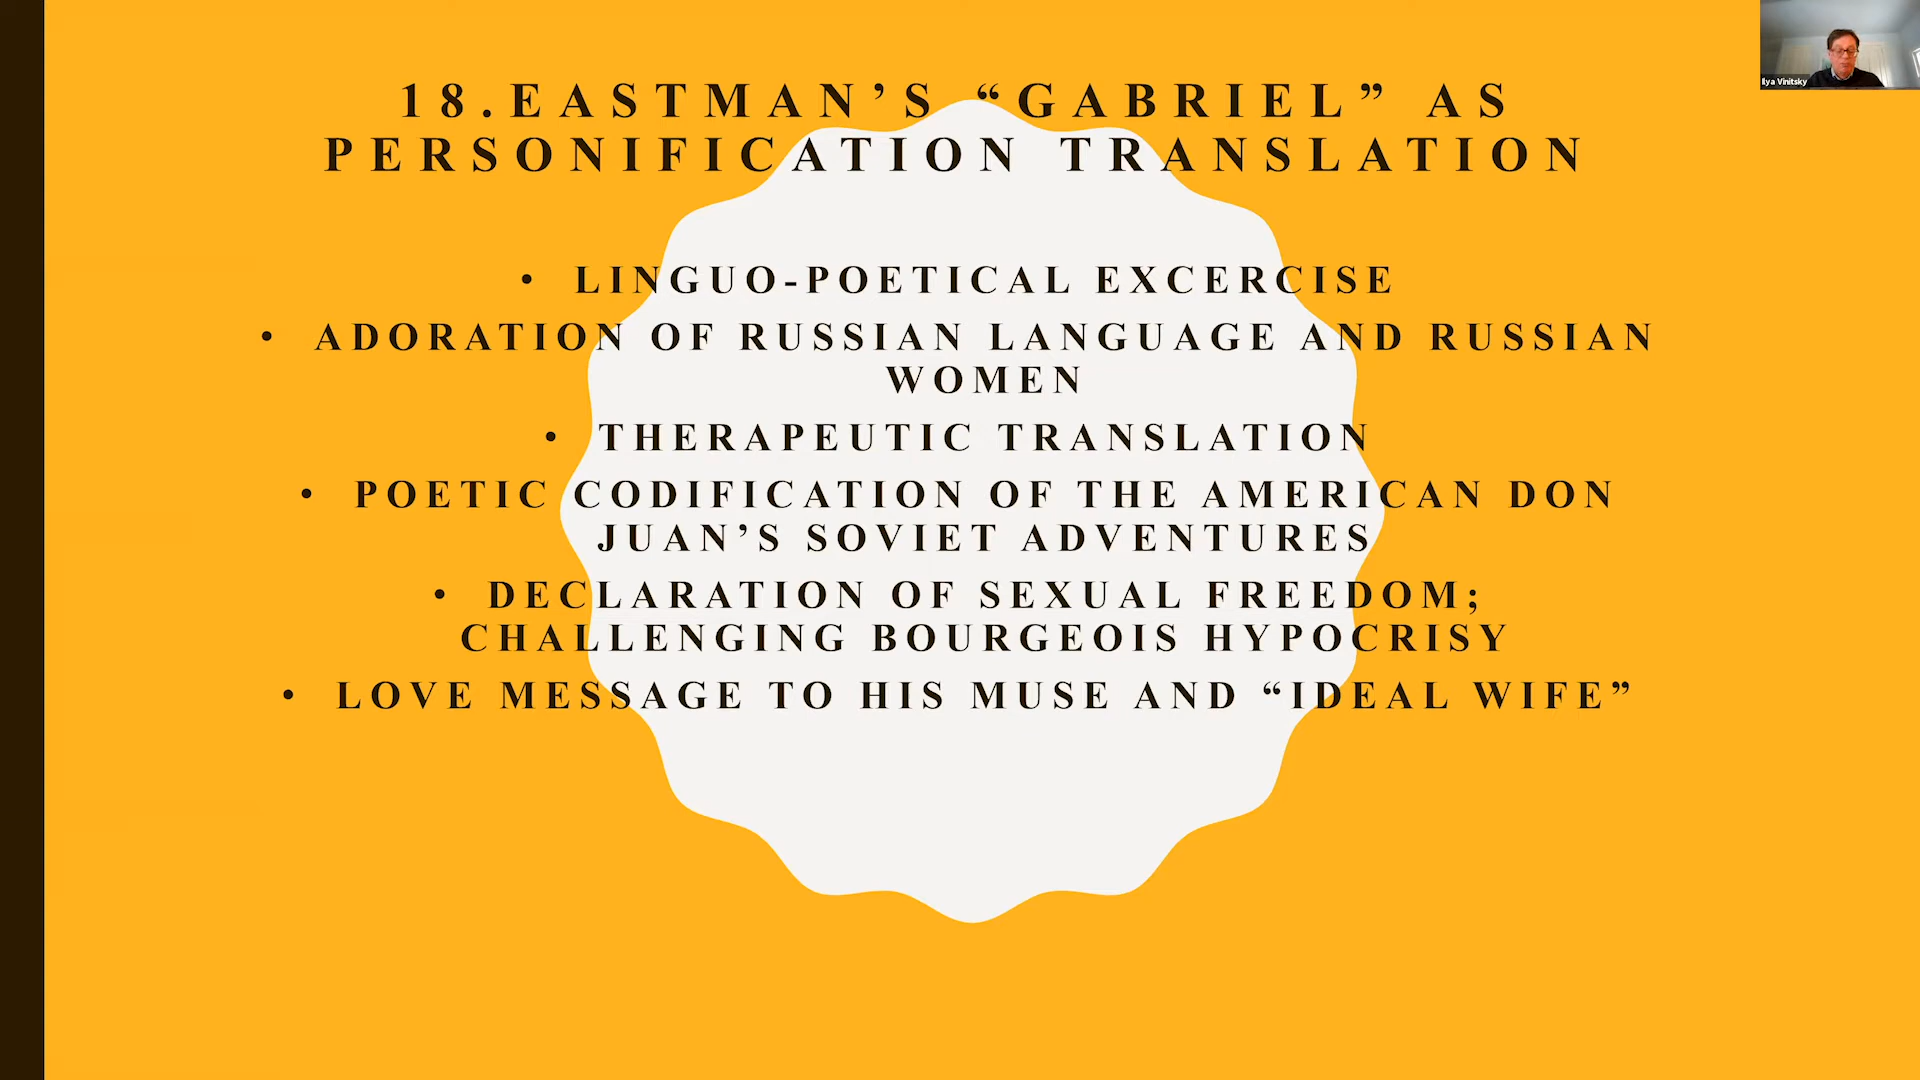 18.EASTMAN’S “GABRIEL” AS
PERSONIFICATION TRANSLATION
• LINGUO-POETICAL EXCERCISE
• ADORATION OF RUSSIAN LANGUAGE AND RUSSIAN
WOMEN
• THERAPEUTIC TRANSLATION
• POETIC CODIFICATION OF THE AMERICAN DON
JUAN’S SOVIET ADVENTURES
• DECLARATION OF SEXUAL FREEDOM;
CHALLENGING BOURGEOIS HYPOCRISY
• LOVE MESSAGE TO HIS MUSE AND “IDEAL WIFE”
Ilya Vinitsky